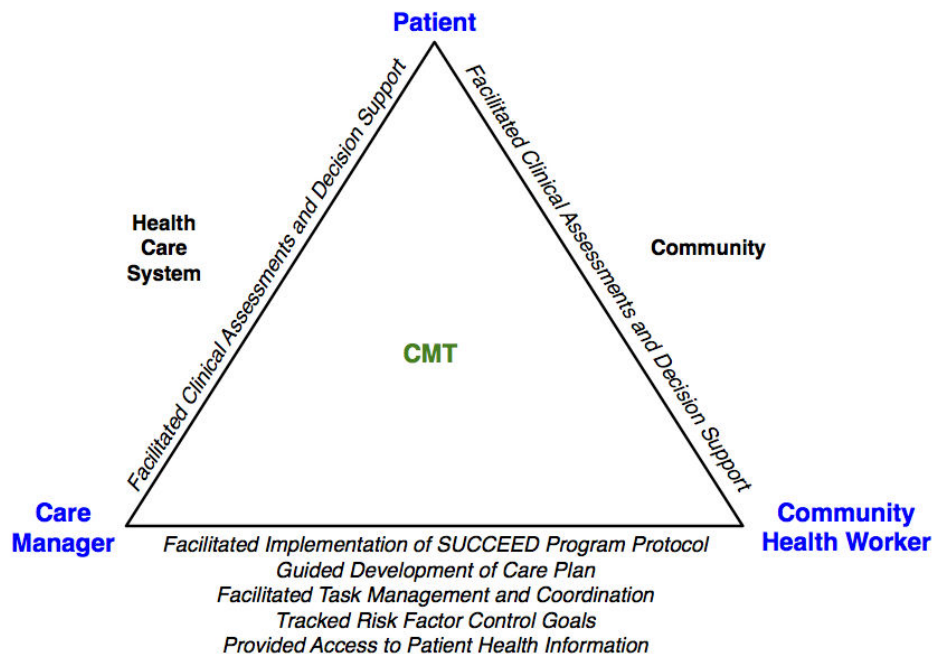 Patient
Facilitated Clinical Assessments and Decision Support
Facilitated Clinical Assessments and Decision Support
Health
Care
System
Community
CMT
Care
Manager
Community
Health Worker
Facilitated Implementation of SUCCEED Program Protocol
Guided Development of Care Plan
Facilitated Task Management and Coordination
Tracked Risk Factor Control Goals
Provided Access to Patient Health Information